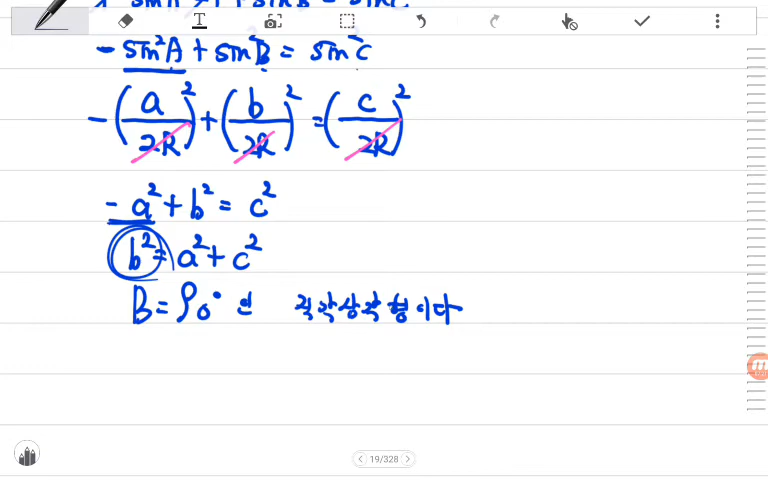 - sin²A + sin²B = sin²C
-(a/2R)² + (b/2R)² = (c/2R)²
-a² + b² = c²
b² = a² + c²
B = 90° 인 직각삼각형이다
19/328